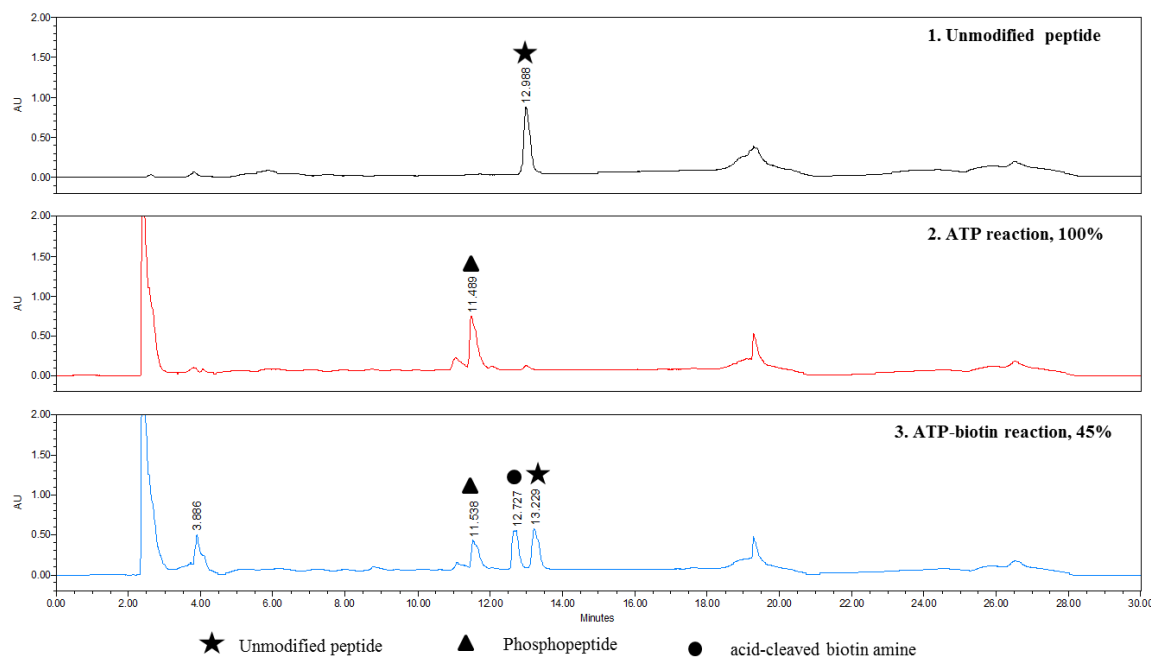 2.00
1.50
1.00
0.50
0.00
AU
12.988
1. Unmodified peptide
2.00
1.50
1.00
0.50
0.00
AU
11.489
2. ATP reaction, 100%
2.00
1.50
1.00
0.50
0.00
AU
3.886
11.538
12.727
13.229
3. ATP-biotin reaction, 45%
0.00 2.00 4.00 6.00 8.00 10.00 12.00 14.00 16.00 18.00 20.00 22.00 24.00 26.00 28.00 30.00
Minutes
Unmodified peptide Phosphopeptide acid-cleaved biotin amine